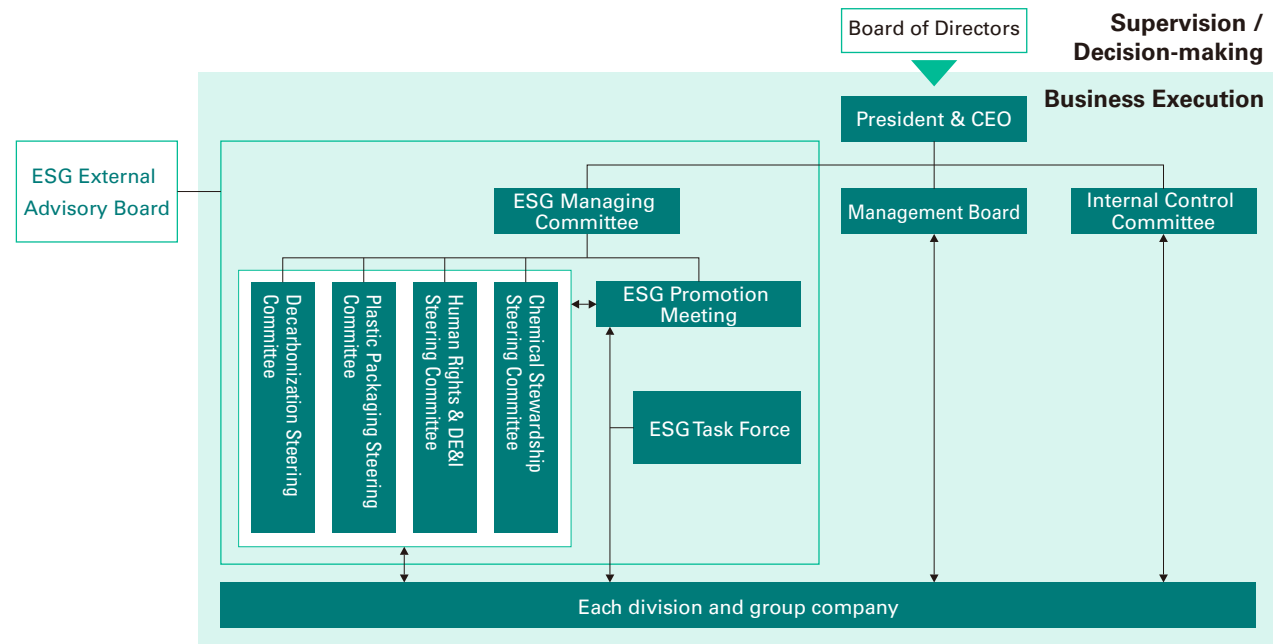 Board of Directors
Supervision /
Decision-making
Business Execution
President & CEO
ESG External
Advisory Board
ESG Managing
Committee
Management Board
Internal Control
Committee
Decarbonization Steering
Committee
Plastic Packaging Steering
Committee
Human Rights & DE&I
Steering Committee
Chemical Stewardship
Steering Committee
ESG Promotion
Meeting
ESG Task Force
Each division and group company